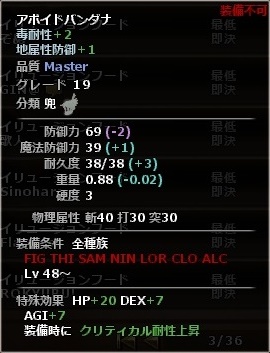 装備不可
アボイドバンダナ
毒耐性+2
地属性防御+1
品質 Master
グレード 19
分類 兜
防御力 69 (-2)
魔法防御力 39 (+1)
耐久度 38/38 (+3)
重量 0.88 (-0.02)
硬度 3
物理属性 斬40 打30 突30
装備条件 全種族
FIG THI SAM NIN LOR CLO ALC
Lv 48～
特殊効果 HP+20 DEX+7
AGI+7
装備時に クリティカル耐性上昇
3/36